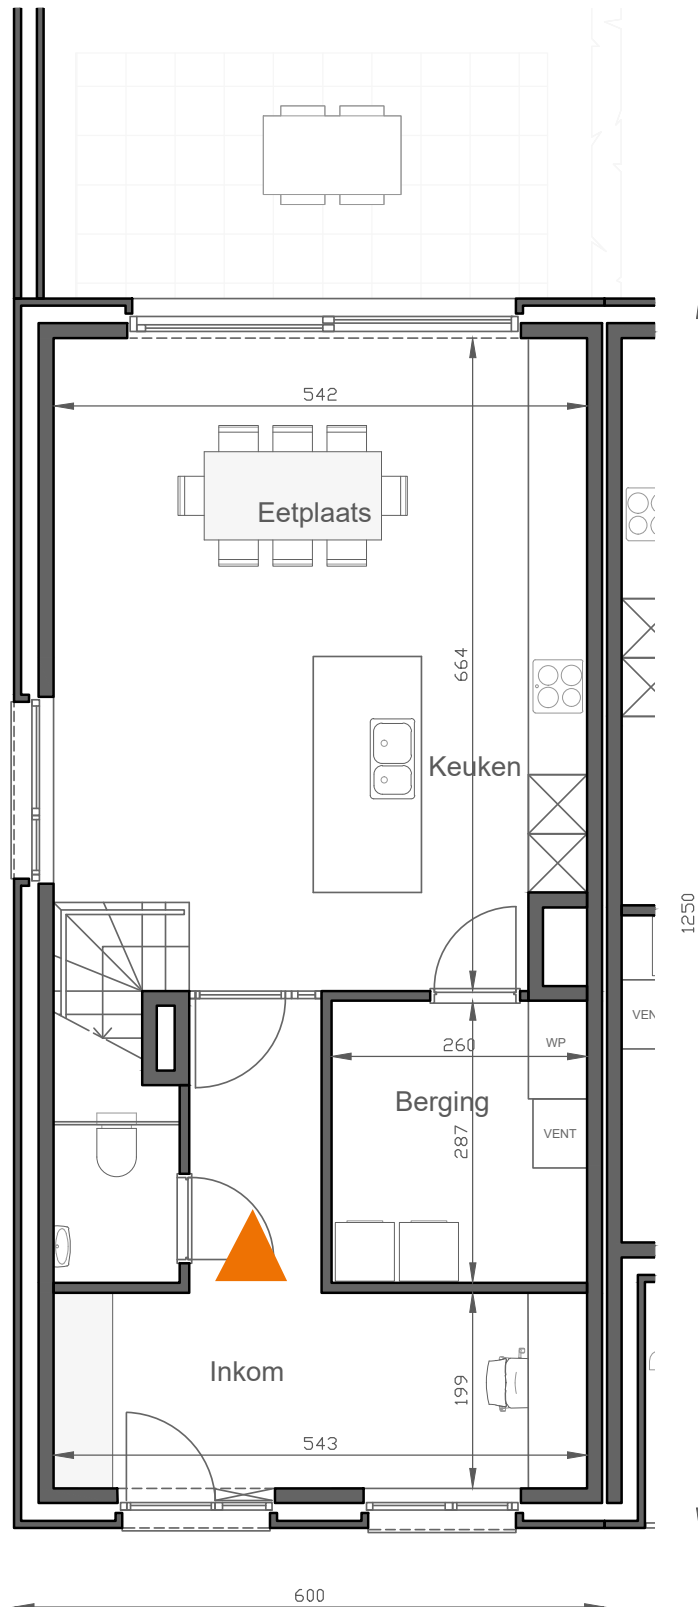 542
Eetplaats
664
Keuken
1250
VEN
WP
260
Berging
287
VENT
Inkom
199
543
600